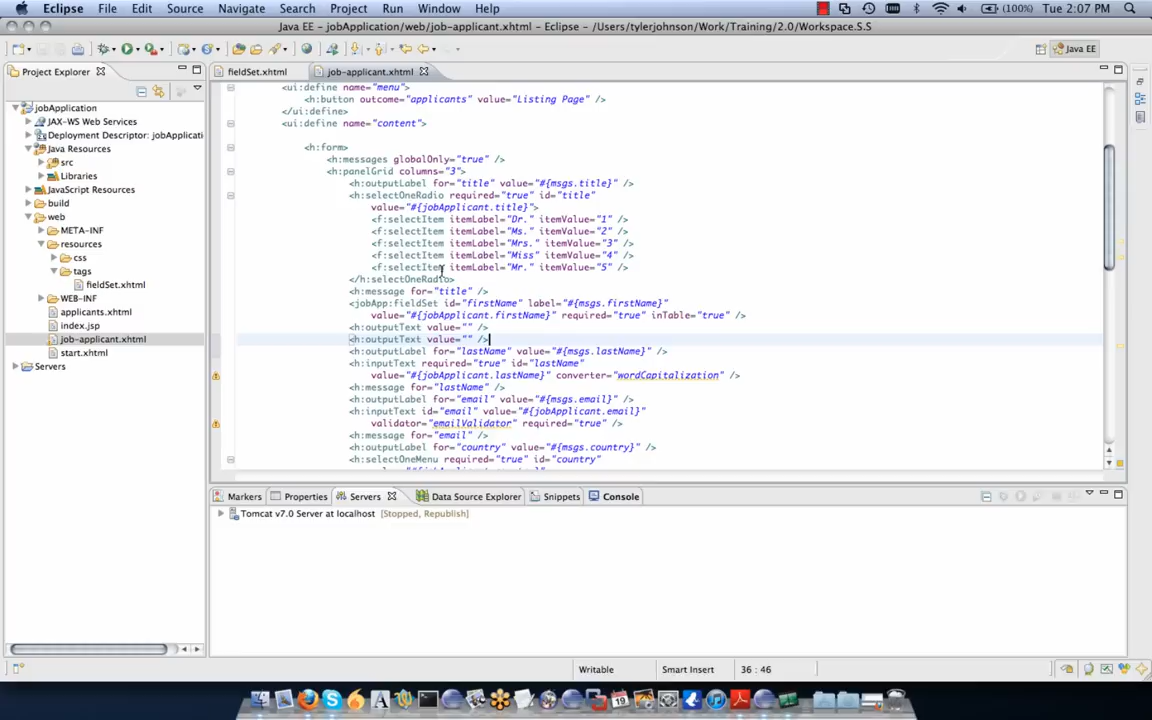 Eclipse File Edit Source Navigate Search Project Run Window Help (100%) Tue 2:07 PM
Java EE – jobApplication/web/job-applicant.xhtml – Eclipse – /Users/tylerjohnson/Work/Training/2.0/Workspace.S.S
Java EE
Project Explorer
fieldSet.xhtml
job-applicant.xhtml
jobApplication
JAX-WS Web Services
Deployment Descriptor: jobApplicati
Java Resources
src
Libraries
JavaScript Resources
build
web
META-INF
resources
css
tags
fieldSet.xhtml
WEB-INF
applicants.xhtml
index.jsp
job-applicant.xhtml
start.xhtml
Servers
<ui:define name="menu">
<h:button outcome="applicants" value="Listing Page" />
</ui:define>
<ui:define name="content">
<h:form>
<h:messages globalOnly="true" />
<h:panelGrid columns="3">
<h:outputLabel for="title" value="#{msgs.title}" />
<h:selectOneRadio required="true" id="title"
value="#{jobApplicant.title}">
<f:selectItem itemLabel="Dr." itemValue="1" />
<f:selectItem itemLabel="Ms." itemValue="2" />
<f:selectItem itemLabel="Mrs." itemValue="3" />
<f:selectItem itemLabel="Miss" itemValue="4" />
<f:selectItem itemLabel="Mr." itemValue="5" />
</h:selectOneRadio>
<h:message for="title" />
<jobApp:fieldSet id="firstName" label="#{msgs.firstName}"
value="#{jobApplicant.firstName}" required="true" inTable="true" />
<h:outputText value="" />
<h:outputText value="" />
<h:outputLabel for="lastName" value="#{msgs.lastName}" />
<h:inputText required="true" id="lastName"
value="#{jobApplicant.lastName}" converter="wordCapitalization" />
<h:message for="lastName" />
<h:outputLabel for="email" value="#{msgs.email}" />
<h:inputText id="email" value="#{jobApplicant.email}"
validator="emailValidator" required="true" />
<h:message for="email" />
<h:outputLabel for="country" value="#{msgs.country}" />
<h:selectOneMenu required="true" id="country"
Markers Properties Servers Data Source Explorer Snippets Console
Tomcat v7.0 Server at localhost [Stopped, Republish]
Writable Smart Insert 36 : 46
19